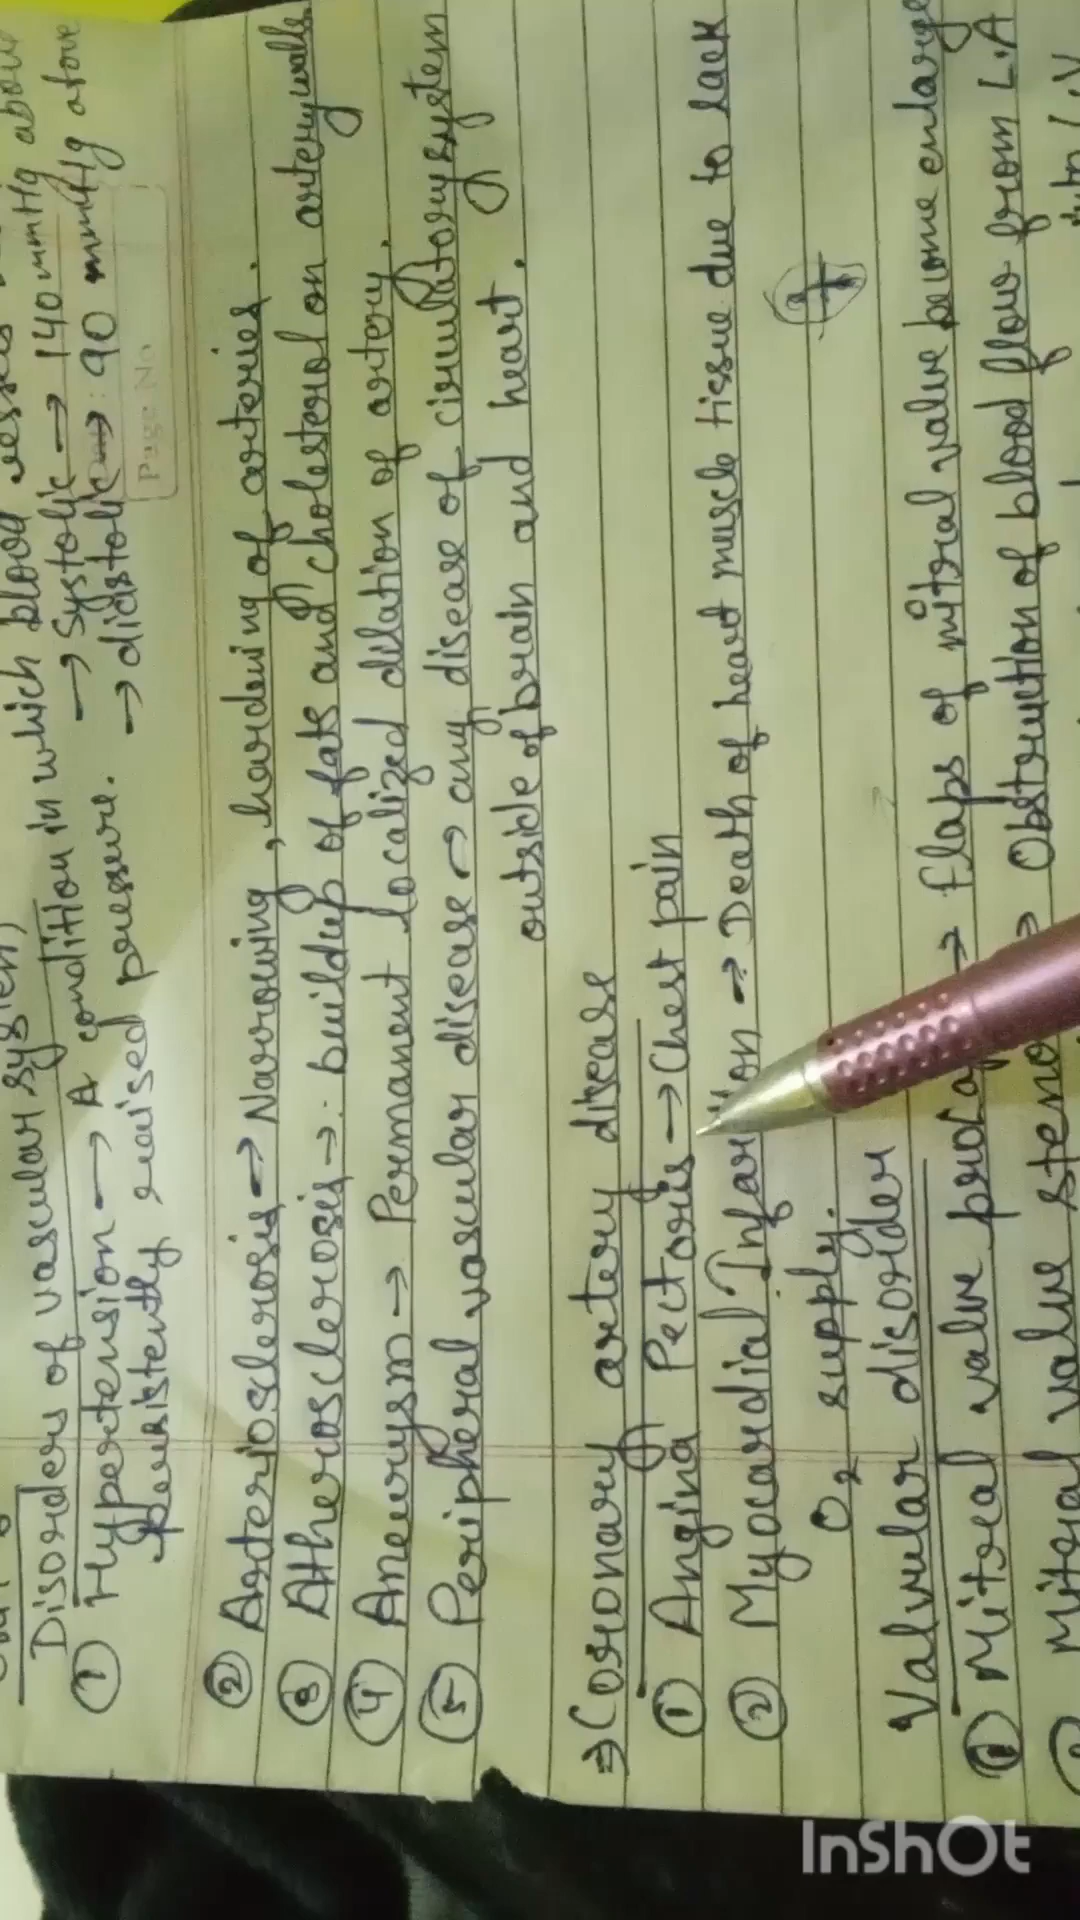 Disorders of vascular system)
① Hypertension → A condition in which blood vessels
persistently raised pressure. → Systolic → 140 mmHg above
→ diastolic → : 90 mmHg above
Page No
② Arteriosclerosis → Narrowing, hardening of arteries.
③ Atherosclerosis → buildup of fats and cholesterol on artery walls
④ Aneurysm → Permanent localized dilation of artery.
⑤ Peripheral vascular disease → any disease of circulatory system
outside of brain and heart.
⇒ Coronary artery disease
① Angina Pectoris → Chest pain
② Myocardial Infar on → Death of heart muscle tissue due to lack
O₂ supply.
Valvular disorder
① Mitral valve prolap → flaps of mitral valve become enlarge
Mitral valve steno Obstruction of blood flow from L.A
into L.V
InShOt